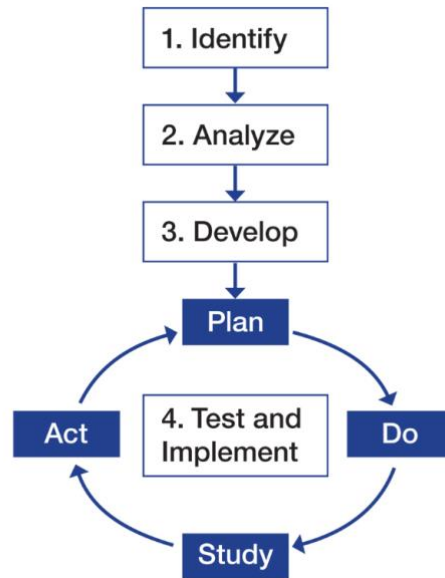 1. Identify
2. Analyze
3. Develop
Plan
Act
4. Test and
Implement
Do
Study